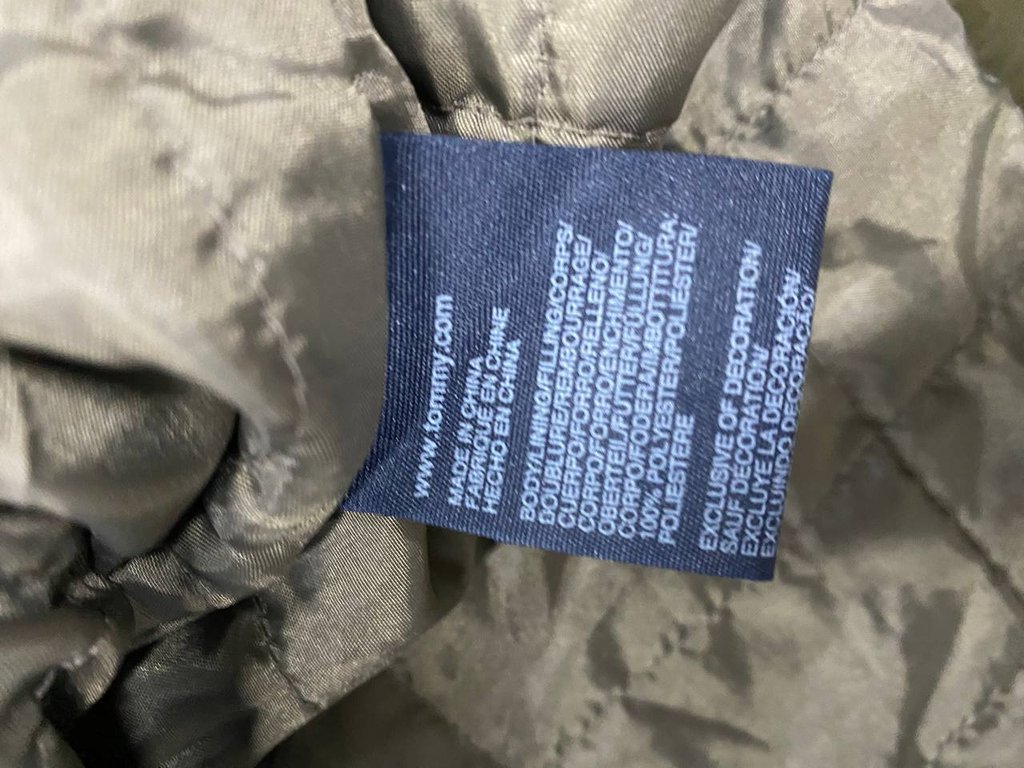 www.tommy.com
MADE IN CHINA
FABRIQUÉ EN CHINE
HECHO EN CHINA
BODY/LINING/FILLING/CORPS/
DOUBLURE/REMBOURRAGE/
CUERPO/FORRO/RELLENO/
CORPO/FORRO/ENCHIMENTO/
OBERTEIL/FUTTER/FÜLLUNG/
CORPO/FODERA/IMBOTTITURA:
100% POLYESTER/POLIESTER/
POLIESTERE
EXCLUSIVE OF DECORATION/
SAUF DECORATION/
EXCLUYE LA DECORACIÓN/
EXCLUINDO DECORAÇÃO/